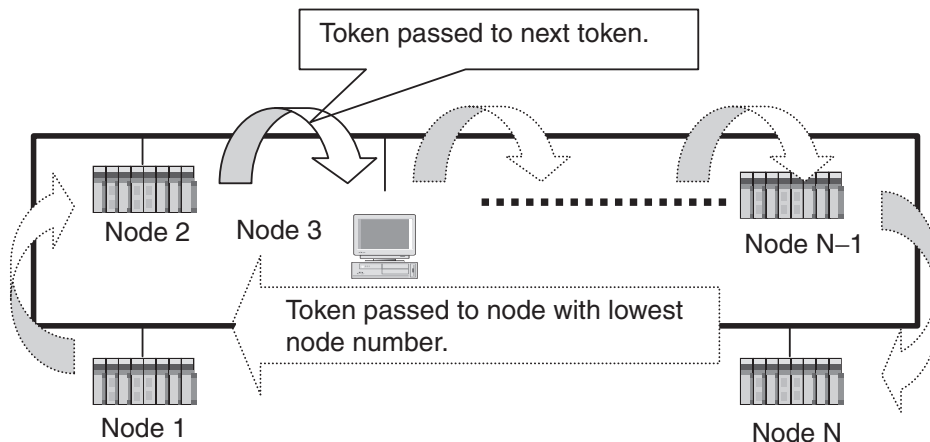 Token passed to next token.
Node 2
Node 3
Node N–1
Token passed to node with lowest
node number.
Node 1
Node N